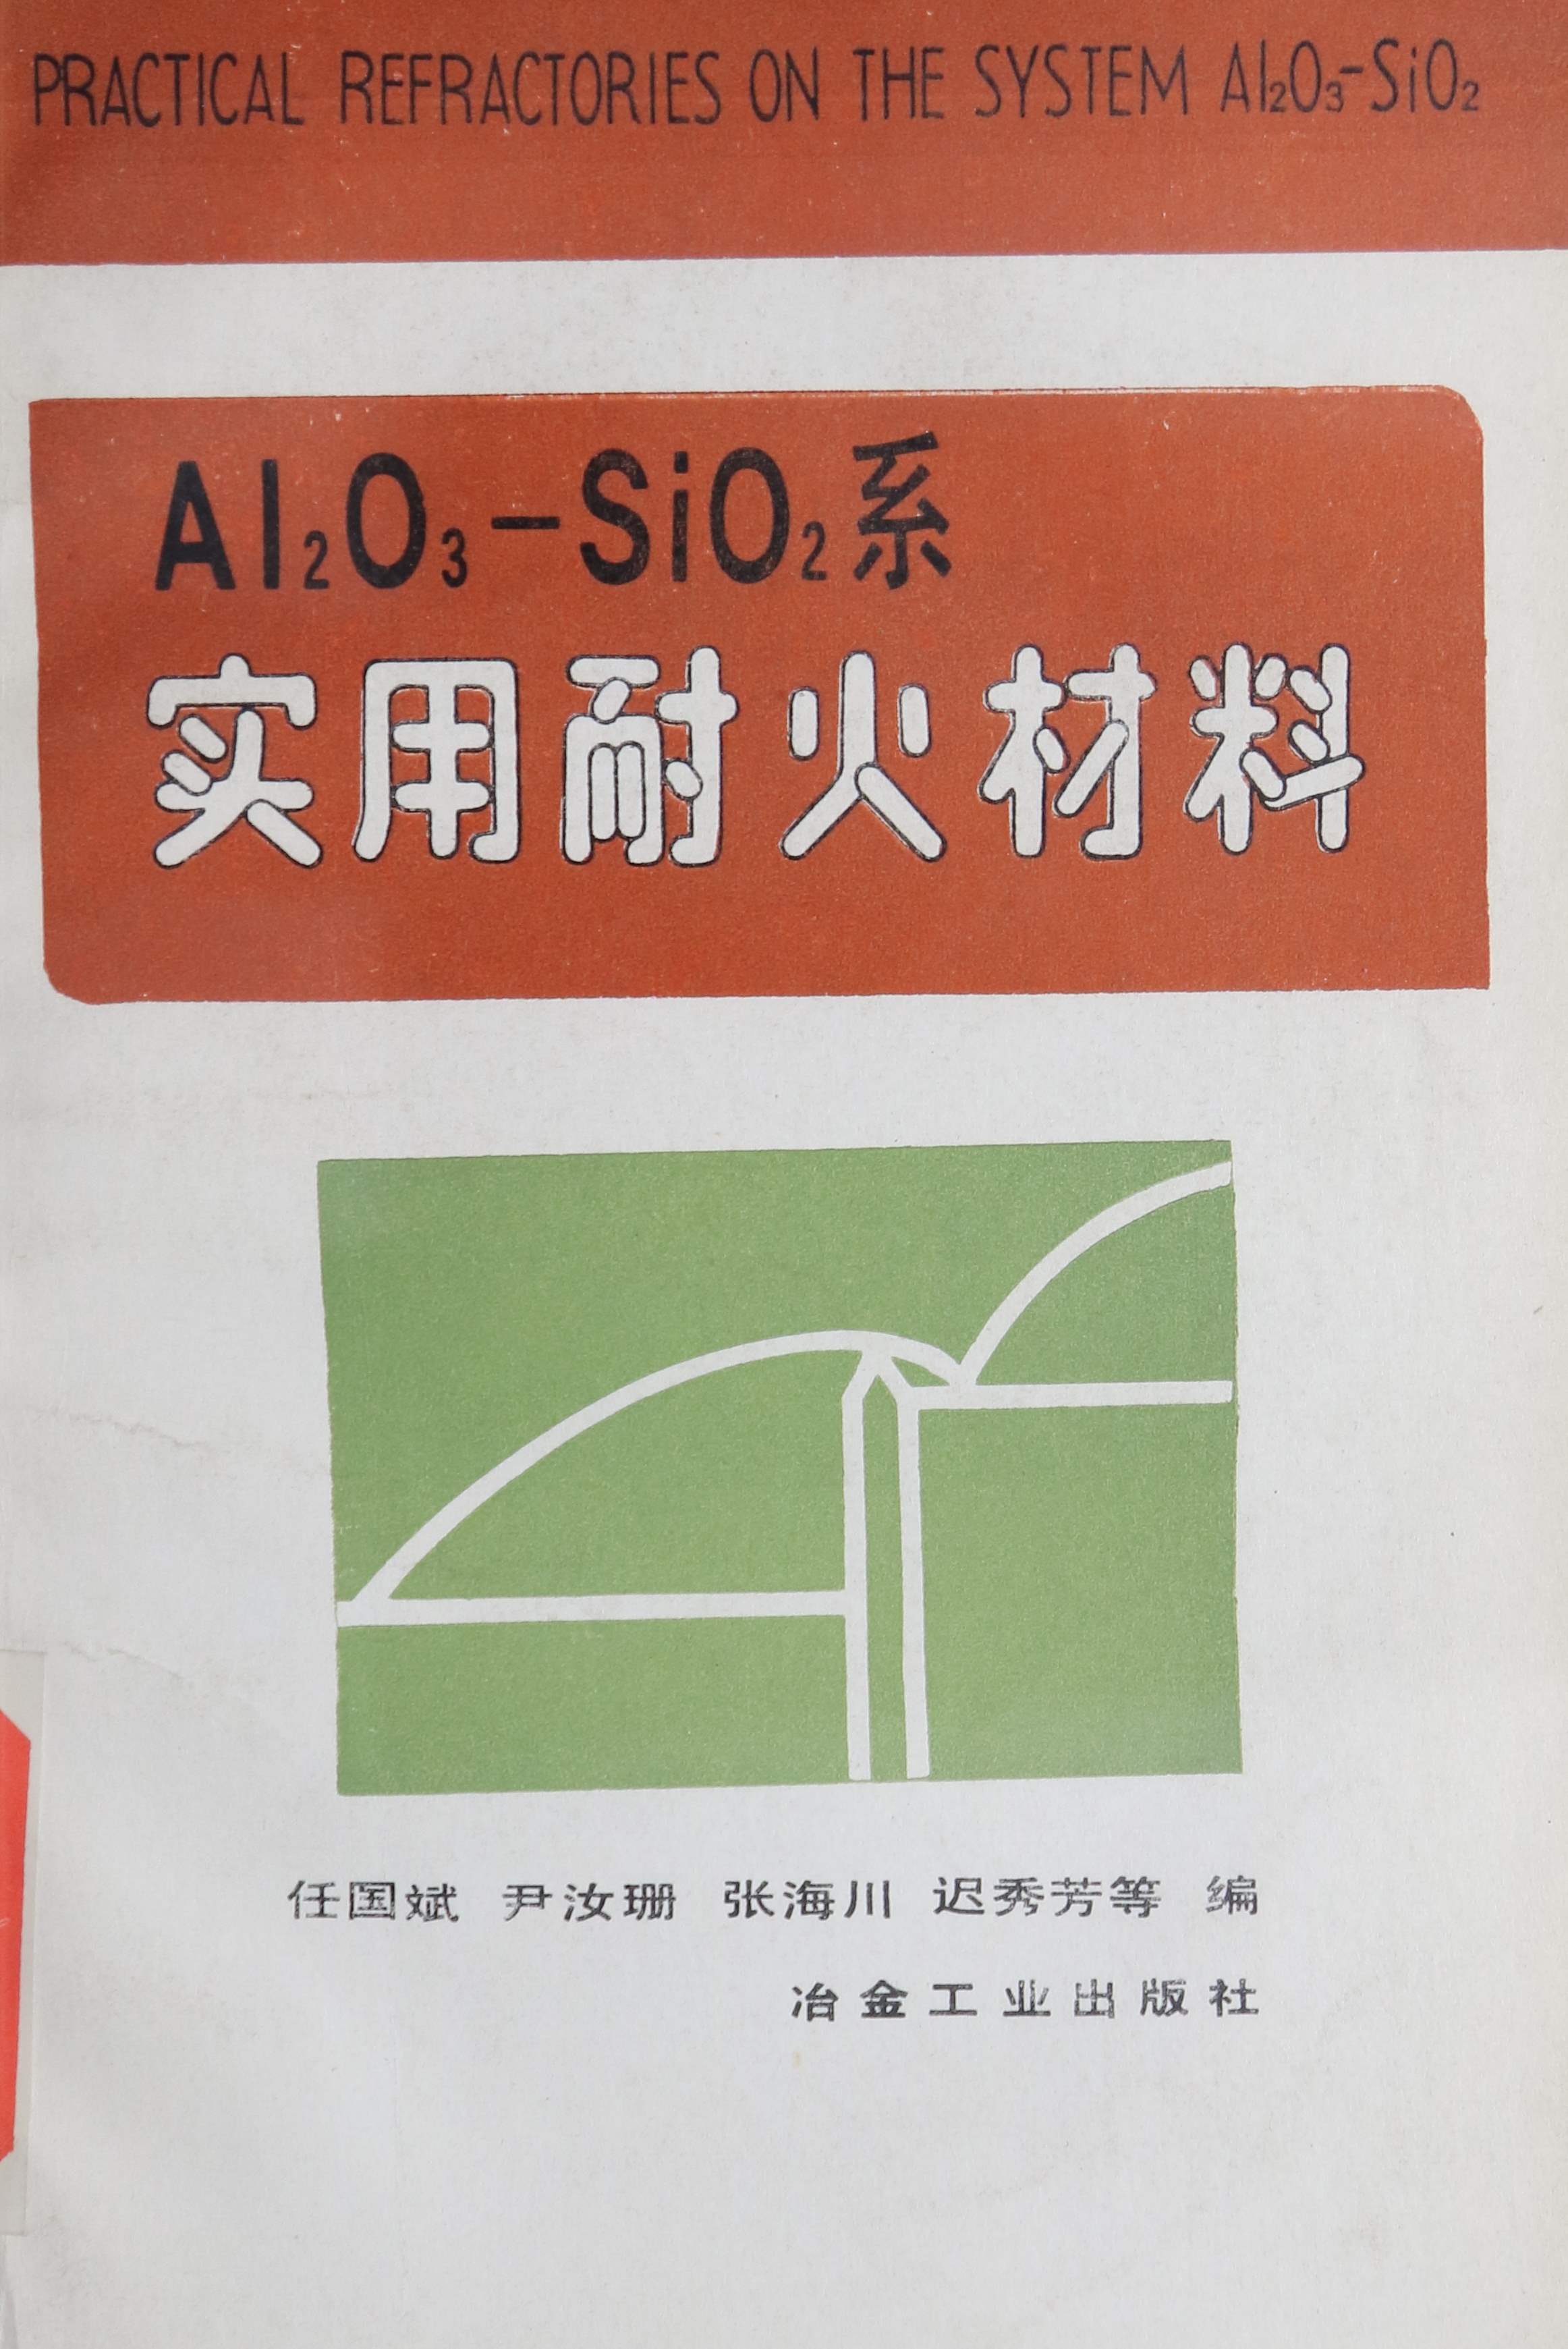 PRACTICAL REFRACTORIES ON THE SYSTEM Al₂O₃-SiO₂
Al₂O₃-SiO₂系
实用耐火材料
任国斌 尹汝珊 张海川 迟秀芳等 编
冶金工业出版社